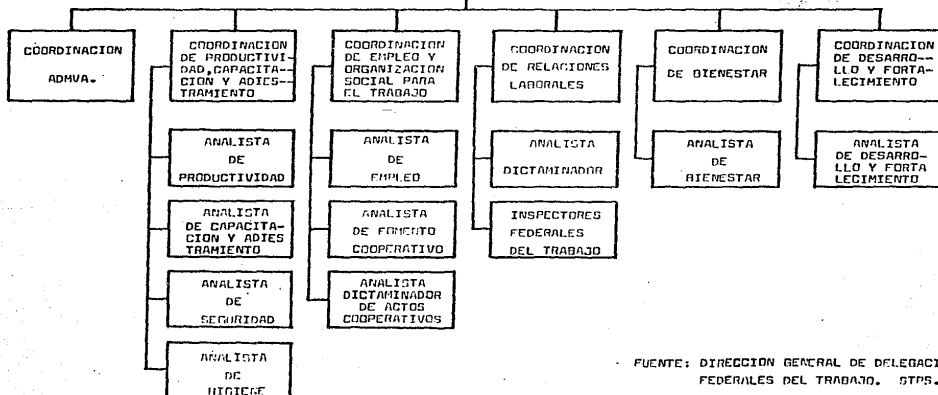 COORDINACION
ADMVA.
COORDINACION
DE PRODUCTIVI-
DAD, CAPACITA--
CION Y ADIES--
TRAMIENTO
COORDINACION
DE EMPLEO Y
ORGANIZACION
SOCIAL PARA
EL TRABAJO
COORDINACION
DE RELACIONES
LABORALES
COORDINACION
DE BIENESTAR
COORDINACION
DE DESARRO--
LLO Y FORTA-
LECIMIENTO
ANALISTA
DE
PRODUCTIVIDAD
ANALISTA
DE
EMPLEO
ANALISTA
DICTAMINADOR
ANALISTA
DE
BIENESTAR
ANALISTA
DE DESARRO-
LLO Y FORTA
LECIMIENTO
ANALISTA
DE CAPACITA-
CION Y ADIES
TRAMIENTO
ANALISTA
DE FOMENTO
COOPERATIVO
INSPECTORES
FEDERALES
DEL TRABAJO
ANALISTA
DE
SEGURIDAD
ANALISTA
DICTAMINADOR
DE ACTOS
COOPERATIVOS
ANALISTA
DE
HIGIENE
FUENTE: DIRECCION GENERAL DE DELEGACI
FEDERALES DEL TRABAJO. STPS.